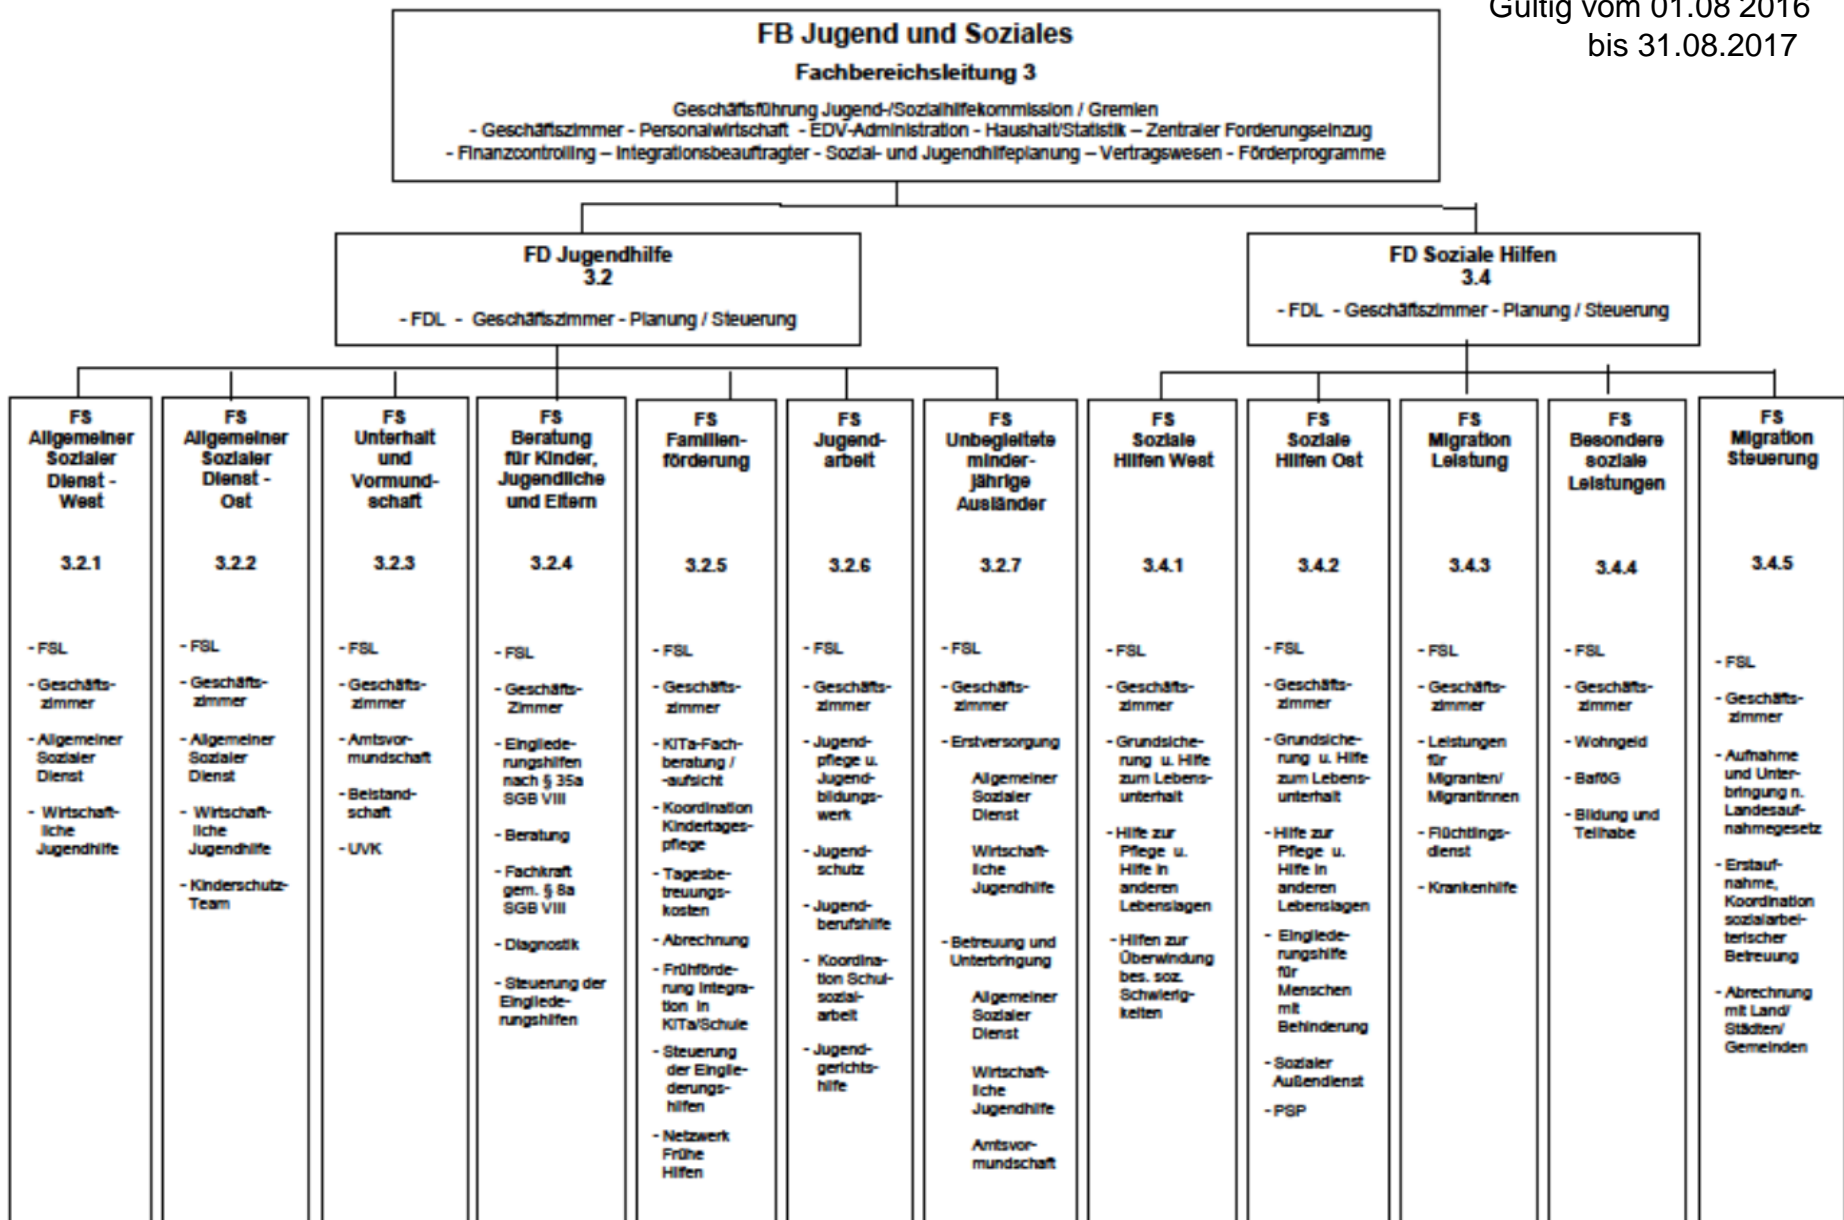 Gültig vom 01.08 2016
bis 31.08.2017
FB Jugend und Soziales
Fachbereichsleitung 3
Geschäftsführung Jugend-/Sozialhilfekommission / Gremien
- Geschäftszimmer - Personalwirtschaft - EDV-Administration - Haushalt/Statistik – Zentraler Forderungseinzug
- Finanzcontrolling – Integrationsbeauftragter - Sozial- und Jugendhilfeplanung – Vertragswesen - Förderprogramme
FD Jugendhilfe
3.2
- FDL - Geschäftszimmer - Planung / Steuerung
FD Soziale Hilfen
3.4
- FDL - Geschäftszimmer - Planung / Steuerung
FS
Allgemeiner
Sozialer
Dienst -
West
3.2.1
- FSL
- Geschäfts-
zimmer
- Allgemeiner
Sozialer
Dienst
- Wirtschaft-
liche
Jugendhilfe
FS
Allgemeiner
Sozialer
Dienst -
Ost
3.2.2
- FSL
- Geschäfts-
zimmer
- Allgemeiner
Sozialer
Dienst
- Wirtschaft-
liche
Jugendhilfe
- Kinderschutz-
Team
FS
Unterhalt
und
Vormund-
schaft
3.2.3
- FSL
- Geschäfts-
zimmer
- Amtsvor-
mundschaft
- Beistand-
schaft
- UVK
FS
Beratung
für Kinder,
Jugendliche
und Eltern
3.2.4
- FSL
- Geschäfts-
Zimmer
- Eingliede-
rungshilfen
nach § 35a
SGB VIII
- Beratung
- Fachkraft
gem. § 8a
SGB VIII
- Diagnostik
- Steuerung der
Eingliede-
rungshilfen
FS
Familien-
förderung
3.2.5
- FSL
- Geschäfts-
zimmer
- KiTa-Fach-
beratung /
-aufsicht
- Koordination
Kindertages-
pflege
- Tagesbe-
treuungs-
kosten
- Abrechnung
- Frühförde-
rung Integra-
tion in
KiTa/Schule
- Steuerung
der Einglie-
derungs-
hilfen
- Netzwerk
Frühe
Hilfen
FS
Jugend-
arbeit
3.2.6
- FSL
- Geschäfts-
zimmer
- Jugend-
pflege u.
Jugend-
bildungs-
werk
- Jugend-
schutz
- Jugend-
berufshilfe
- Koordina-
tion Schul-
sozial-
arbeit
- Jugend-
gerichts-
hilfe
FS
Unbegleitete
minder-
jährige
Ausländer
3.2.7
- FSL
- Geschäfts-
zimmer
- Erstversorgung
Allgemeiner
Sozialer
Dienst
Wirtschaft-
liche
Jugendhilfe
- Betreuung und
Unterbringung
Allgemeiner
Sozialer
Dienst
Wirtschaft-
liche
Jugendhilfe
Amtsvor-
mundschaft
FS
Soziale
Hilfen West
3.4.1
- FSL
- Geschäfts-
zimmer
- Grundsiche-
rung u. Hilfe
zum Lebens-
unterhalt
- Hilfe zur
Pflege u.
Hilfe in
anderen
Lebenslagen
- Hilfen zur
Überwindung
bes. soz.
Schwierig-
keiten
FS
Soziale
Hilfen Ost
3.4.2
- FSL
- Geschäfts-
zimmer
- Grundsiche-
rung u. Hilfe
zum Lebens-
unterhalt
- Hilfe zur
Pflege u.
Hilfe in
anderen
Lebenslagen
- Eingliede-
rungshilfe
für
Menschen
mit
Behinderung
- Sozialer
Außendienst
- PSP
FS
Migration
Leistung
3.4.3
- FSL
- Geschäfts-
zimmer
- Leistungen
für
Migranten/
Migrantinnen
- Flüchtlings-
dienst
- Krankenhilfe
FS
Besondere
soziale
Leistungen
3.4.4
- FSL
- Geschäfts-
zimmer
- Wohngeld
- BaföG
- Bildung und
Teilhabe
FS
Migration
Steuerung
3.4.5
- FSL
- Geschäfts-
zimmer
- Aufnahme
und Unter-
bringung n.
Landesauf-
nahmegesetz
- Erstauf-
nahme,
Koordination
sozialarbei-
terischer
Betreuung
- Abrechnung
mit Land/
Städten/
Gemeinden